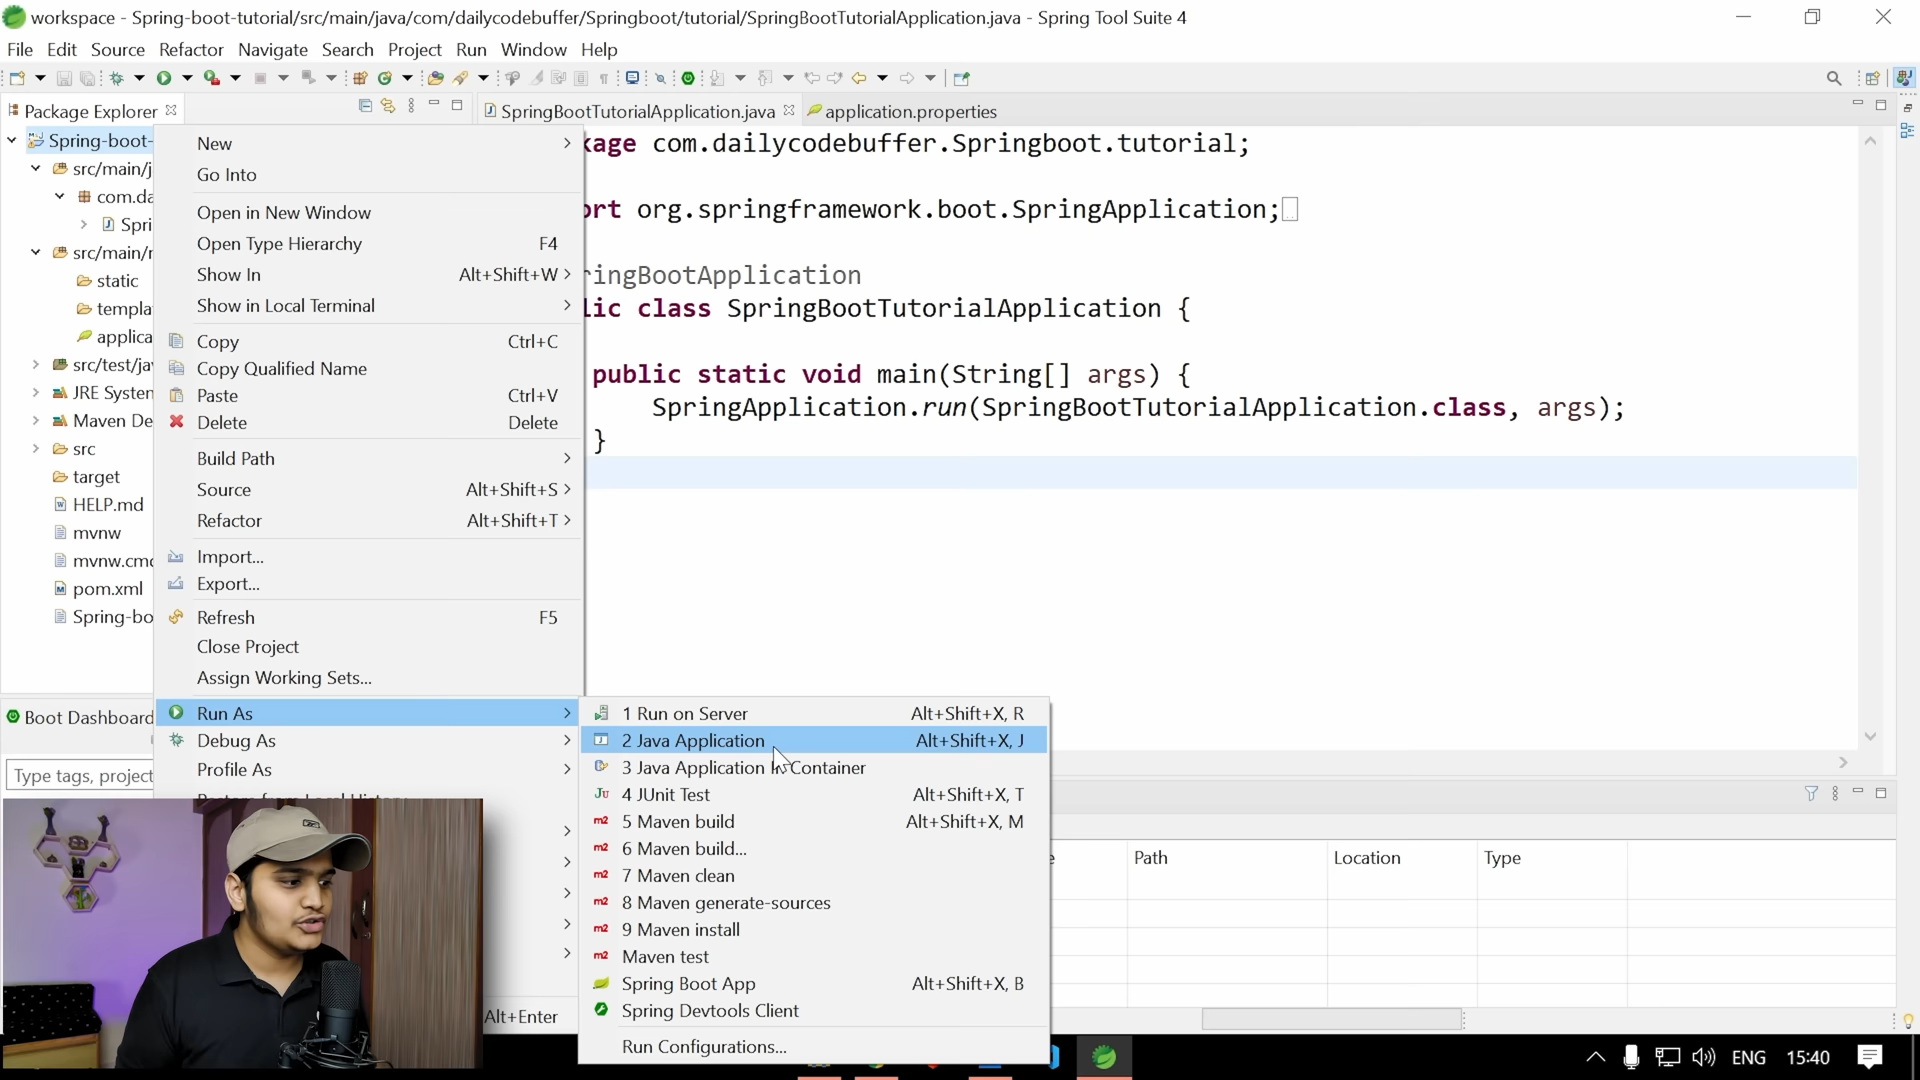 workspace - Spring-boot-tutorial/src/main/java/com/dailycodebuffer/Springboot/tutorial/SpringBootTutorialApplication.java - Spring Tool Suite 4
File Edit Source Refactor Navigate Search Project Run Window Help
Package Explorer
SpringBootTutorialApplication.java
application.properties
Spring-boot-
src/main/j
com.da
Spri
src/main/r
static
templa
applica
src/test/jav
JRE System
Maven De
src
target
HELP.md
mvnw
mvnw.cmd
pom.xml
Spring-bo
Boot Dashboard
Type tags, project
New
Go Into
Open in New Window
Open Type Hierarchy F4
Show In Alt+Shift+W
Show in Local Terminal
Copy Ctrl+C
Copy Qualified Name
Paste Ctrl+V
Delete Delete
Build Path
Source Alt+Shift+S
Refactor Alt+Shift+T
Import...
Export...
Refresh F5
Close Project
Assign Working Sets...
Run As
Debug As
Profile As
Alt+Enter
1 Run on Server Alt+Shift+X, R
2 Java Application Alt+Shift+X, J
3 Java Application in Container
4 JUnit Test Alt+Shift+X, T
5 Maven build Alt+Shift+X, M
6 Maven build...
7 Maven clean
8 Maven generate-sources
9 Maven install
Maven test
Spring Boot App Alt+Shift+X, B
Spring Devtools Client
Run Configurations...
kage com.dailycodebuffer.Springboot.tutorial;
ort org.springframework.boot.SpringApplication;
ringBootApplication
lic class SpringBootTutorialApplication {
public static void main(String[] args) {
SpringApplication.run(SpringBootTutorialApplication.class, args);
}
e Path Location Type
ENG 15:40